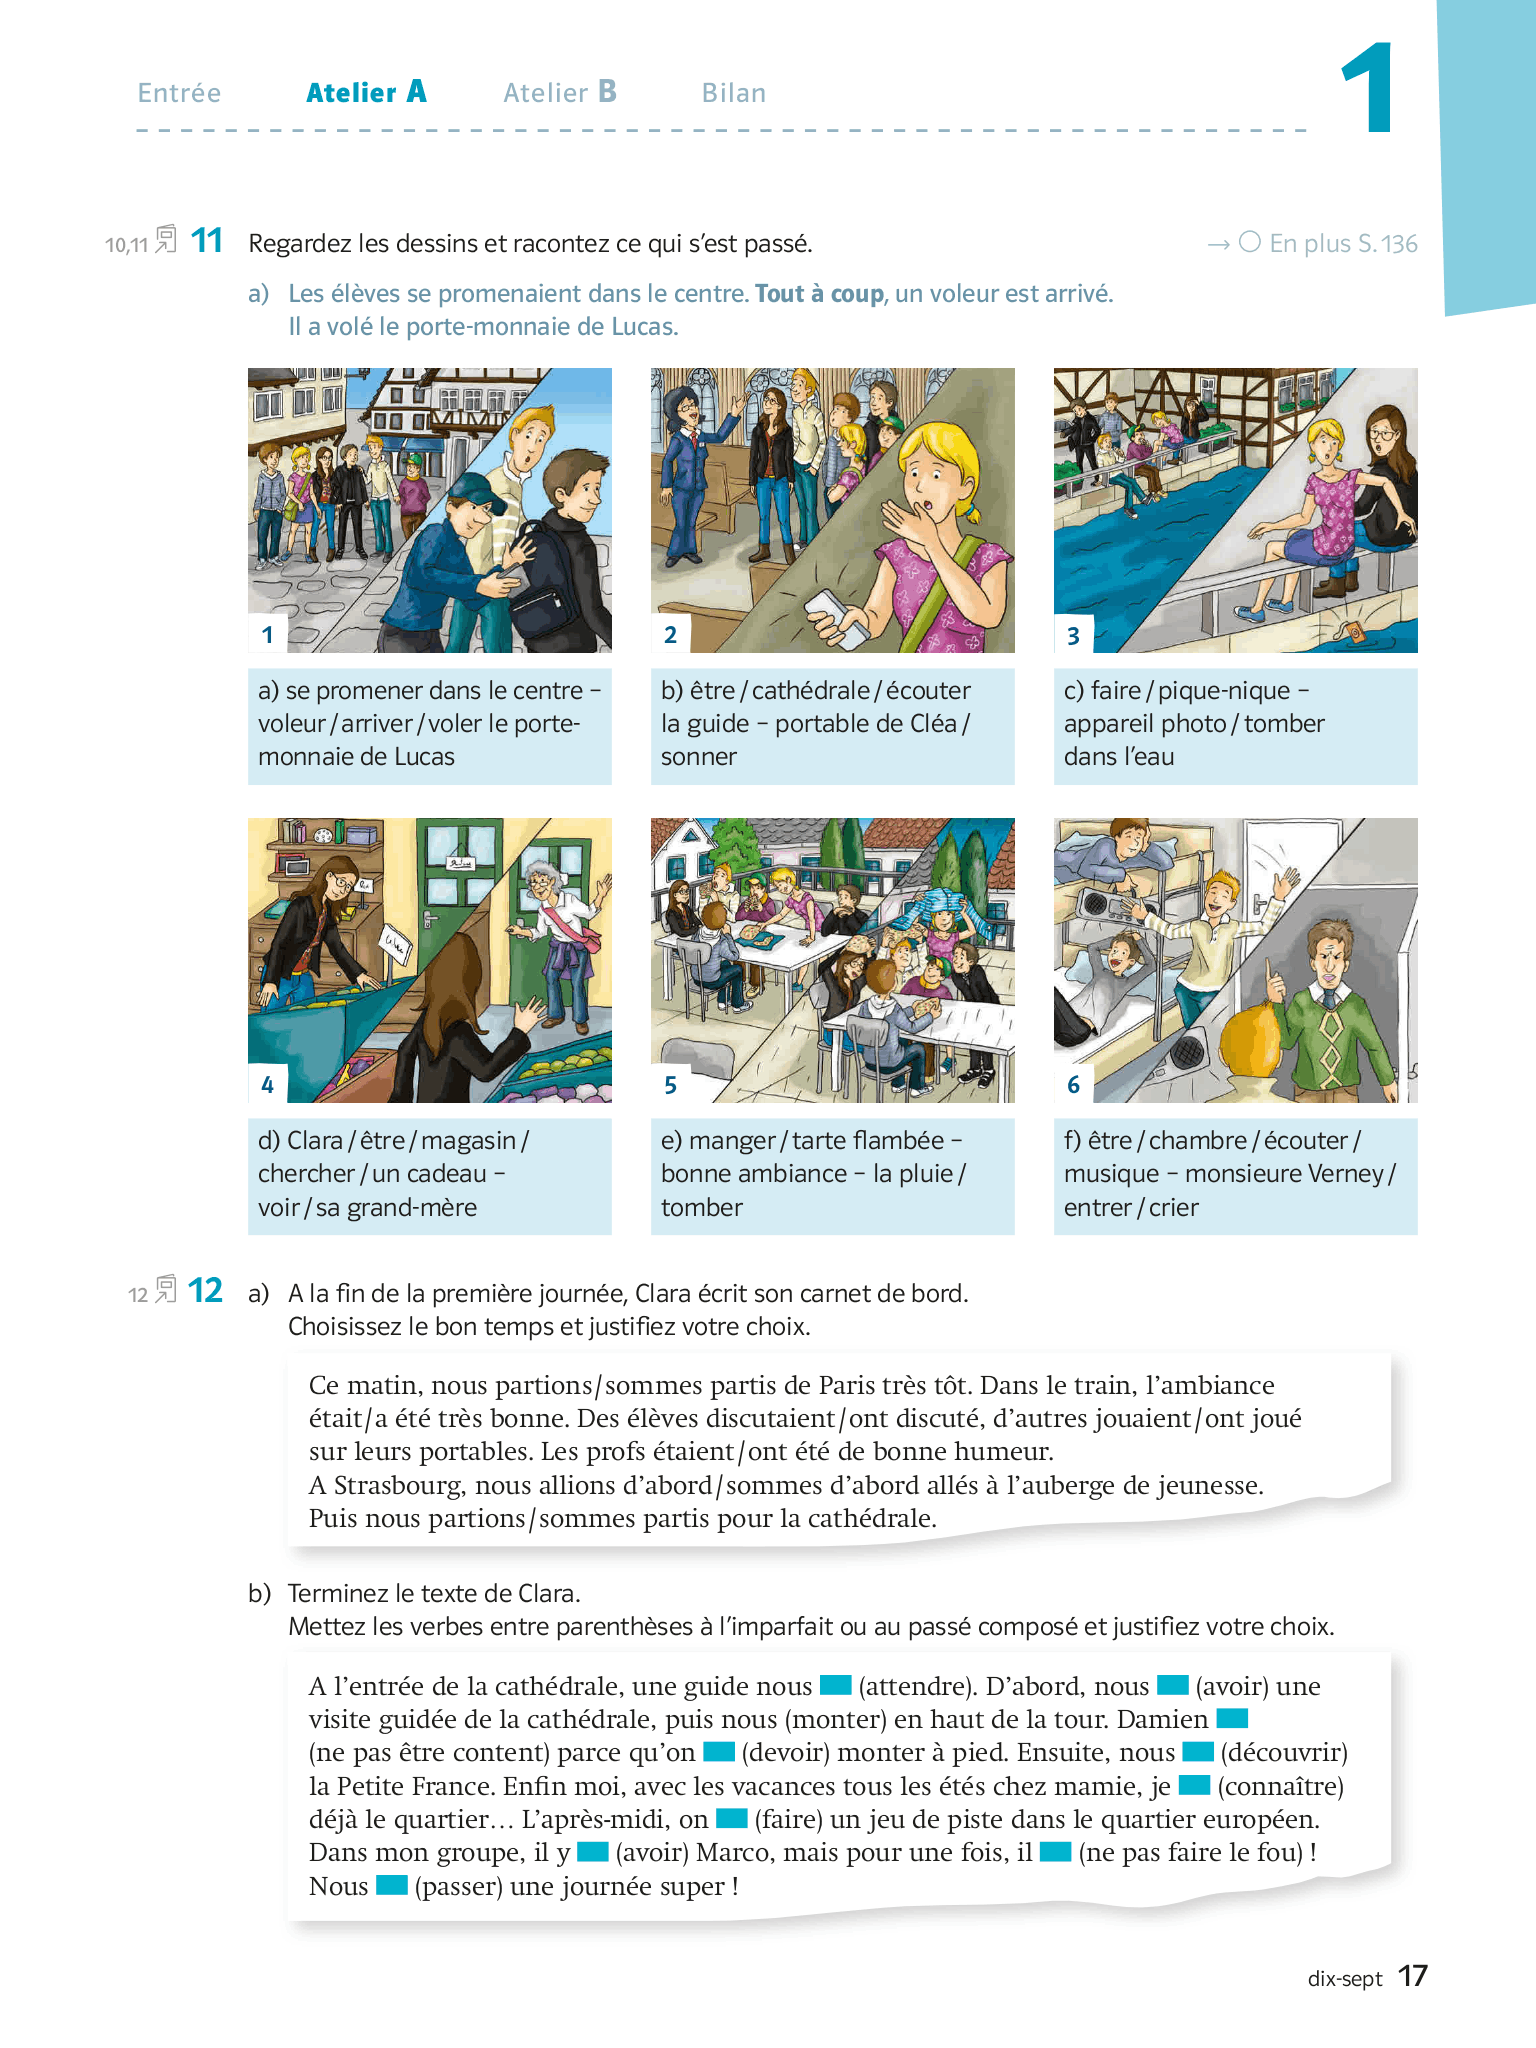 Entrée Atelier A Atelier B Bilan 1
10,11 11 Regardez les dessins et racontez ce qui s’est passé. → ○ En plus S. 136
a) Les élèves se promenaient dans le centre. Tout à coup, un voleur est arrivé.
Il a volé le porte-monnaie de Lucas.
1
2
3
a) se promener dans le centre –
voleur / arriver / voler le porte-
monnaie de Lucas
b) être / cathédrale / écouter
la guide – portable de Cléa /
sonner
c) faire / pique-nique –
appareil photo / tomber
dans l’eau
4
5
6
d) Clara / être / magasin /
chercher / un cadeau –
voir / sa grand-mère
e) manger / tarte flambée –
bonne ambiance – la pluie /
tomber
f) être / chambre / écouter /
musique – monsieure Verney /
entrer / crier
12 12 a) A la fin de la première journée, Clara écrit son carnet de bord.
Choisissez le bon temps et justifiez votre choix.
Ce matin, nous partions / sommes partis de Paris très tôt. Dans le train, l’ambiance
était / a été très bonne. Des élèves discutaient / ont discuté, d’autres jouaient / ont joué
sur leurs portables. Les profs étaient / ont été de bonne humeur.
A Strasbourg, nous allions d’abord / sommes d’abord allés à l’auberge de jeunesse.
Puis nous partions / sommes partis pour la cathédrale.
b) Terminez le texte de Clara.
Mettez les verbes entre parenthèses à l’imparfait ou au passé composé et justifiez votre choix.
A l’entrée de la cathédrale, une guide nous (attendre). D’abord, nous (avoir) une
visite guidée de la cathédrale, puis nous (monter) en haut de la tour. Damien
(ne pas être content) parce qu’on (devoir) monter à pied. Ensuite, nous (découvrir)
la Petite France. Enfin moi, avec les vacances tous les étés chez mamie, je (connaître)
déjà le quartier… L’après-midi, on (faire) un jeu de piste dans le quartier européen.
Dans mon groupe, il y (avoir) Marco, mais pour une fois, il (ne pas faire le fou) !
Nous (passer) une journée super !
dix-sept 17